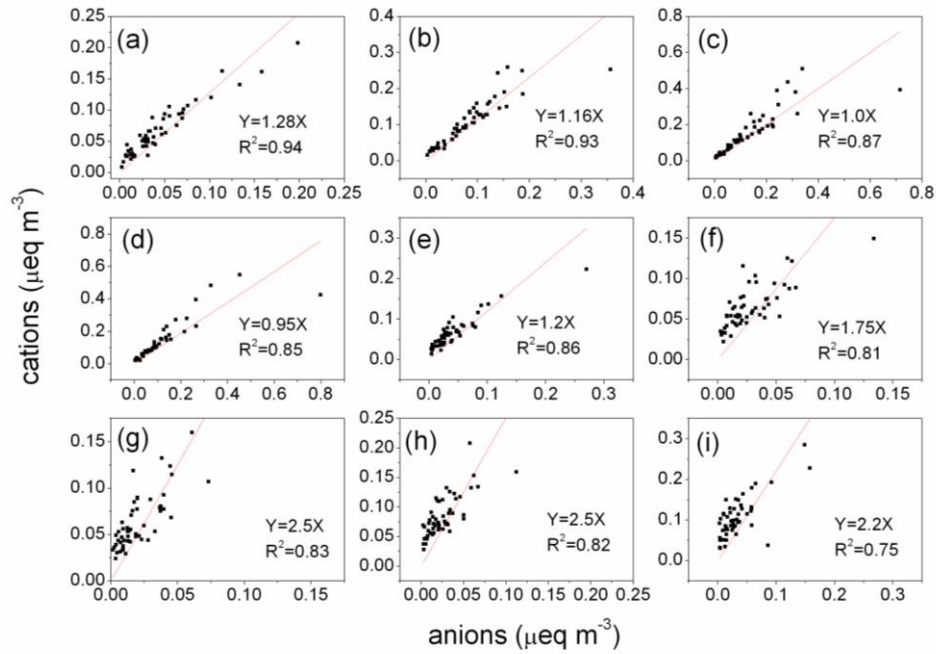 (a)
0.25
0.20
0.15
0.10
0.05
0.00
0.00 0.05 0.10 0.15 0.20 0.25
Y=1.28X
R²=0.94
(b)
0.4
0.3
0.2
0.1
0.0
0.0 0.1 0.2 0.3 0.4
Y=1.16X
R²=0.93
(c)
0.8
0.6
0.4
0.2
0.0
0.0 0.2 0.4 0.6 0.8
Y=1.0X
R²=0.87
(d)
0.8
0.6
0.4
0.2
0.0
0.0 0.2 0.4 0.6 0.8
Y=0.95X
R²=0.85
(e)
0.3
0.2
0.1
0.0
0.0 0.1 0.2 0.3
Y=1.2X
R²=0.86
(f)
0.15
0.10
0.05
0.00
0.00 0.05 0.10 0.15
Y=1.75X
R²=0.81
(g)
0.15
0.10
0.05
0.00
0.00 0.05 0.10 0.15
Y=2.5X
R²=0.83
(h)
0.25
0.20
0.15
0.10
0.05
0.00
0.00 0.05 0.10 0.15 0.20 0.25
Y=2.5X
R²=0.82
(i)
0.3
0.2
0.1
0.0
0.0 0.1 0.2 0.3
Y=2.2X
R²=0.75
cations (μeq m⁻³)
anions (μeq m⁻³)